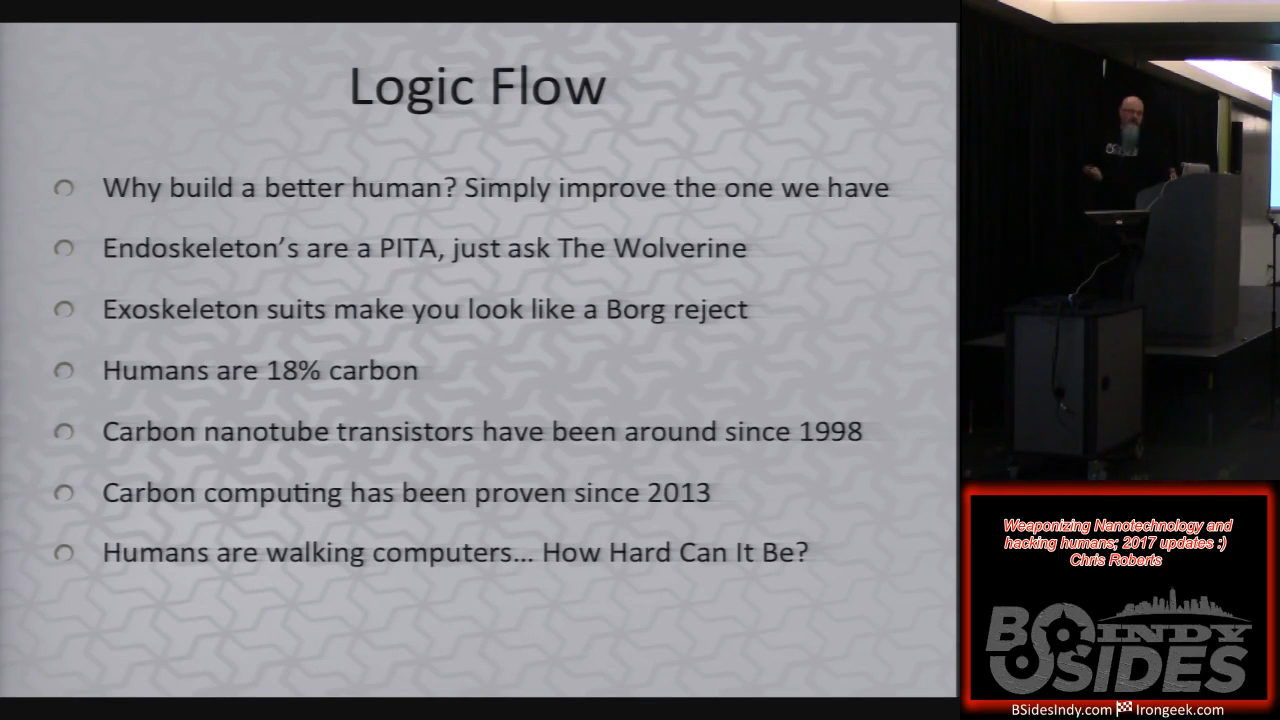 Logic Flow
Why build a better human? Simply improve the one we have
Endoskeleton’s are a PITA, just ask The Wolverine
Exoskeleton suits make you look like a Borg reject
Humans are 18% carbon
Carbon nanotube transistors have been around since 1998
Carbon computing has been proven since 2013
Humans are walking computers… How Hard Can It Be?
Weaponizing Nanotechnology and
hacking humans; 2017 updates :)
Chris Roberts
BSIDES
INDY
BSidesIndy.com Irongeek.com